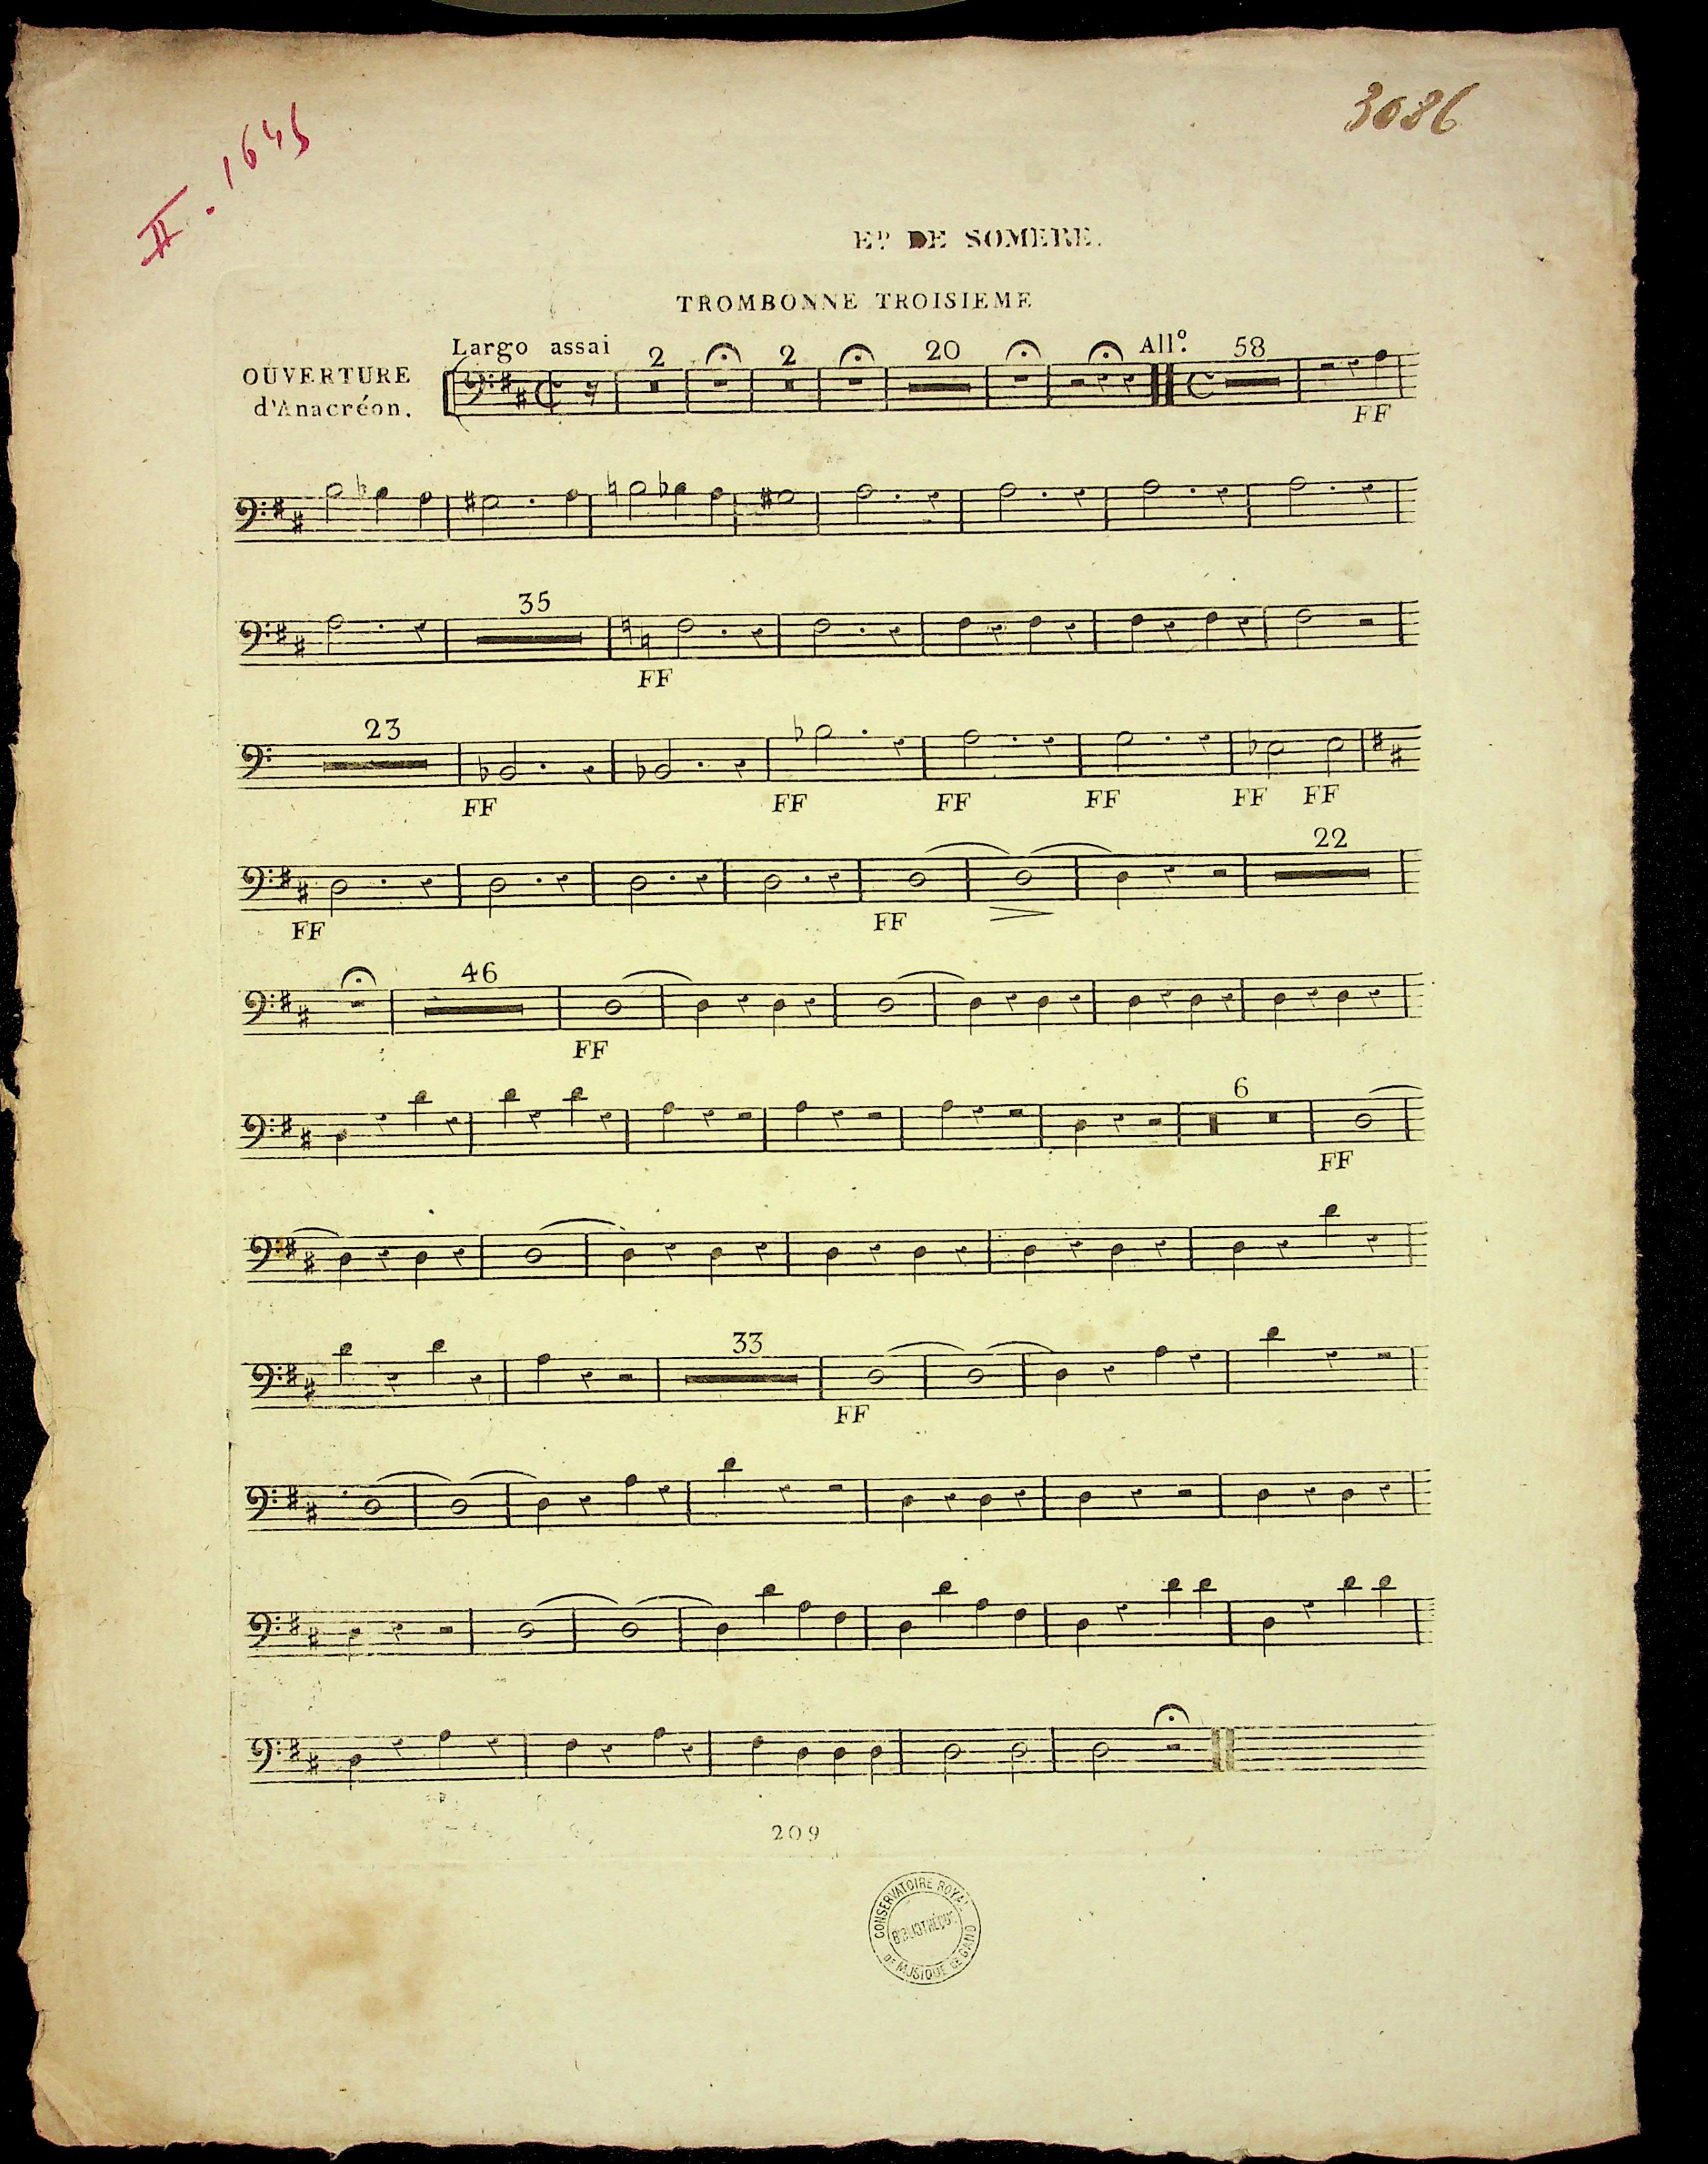 II. 1645
3086
Ed. DE SOMERE.
TROMBONNE TROISIEME
Largo assai
2
2
20
All°.
58
OUVERTURE
d'Anacréon.
FF
35
FF
23
FF FF FF FF FF FF
22
FF FF
46
FF
6
FF
33
FF
209
CONSERVATOIRE ROYAL
DE MUSIQUE DE GAND
BIBLIOTHÈQUE